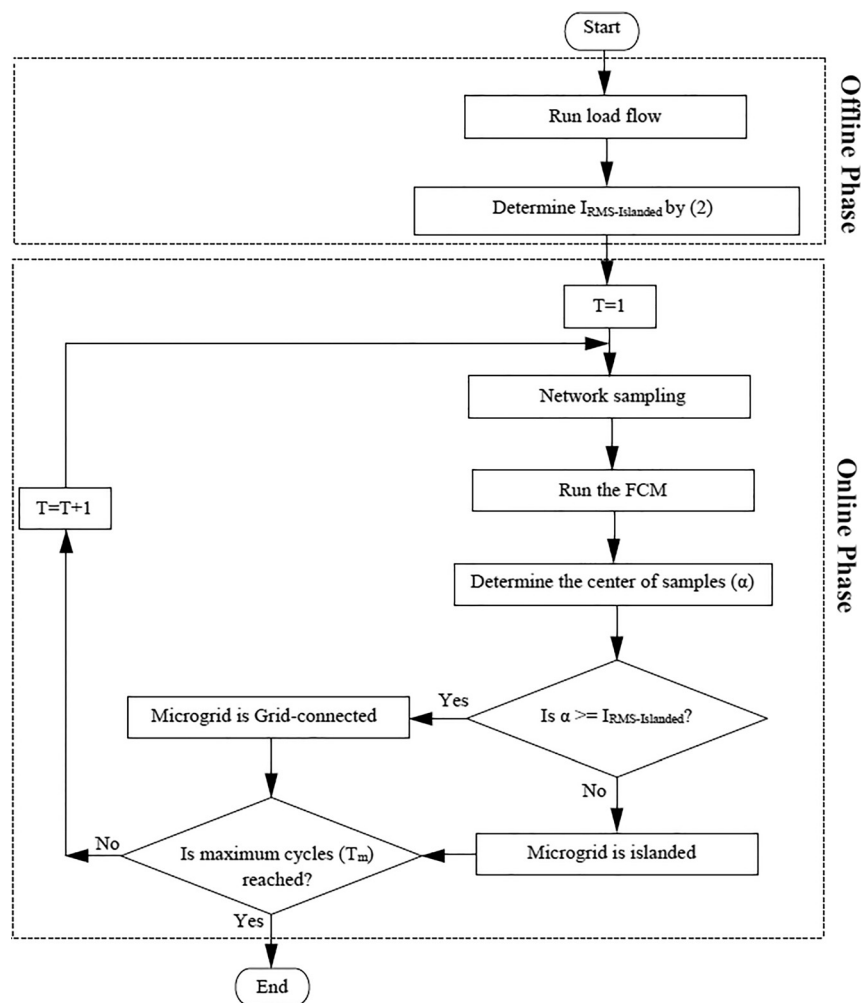 Start
Offline Phase
Run load flow
Determine I_RMS-Islanded by (2)
Online Phase
T=1
Network sampling
Run the FCM
T=T+1
Determine the center of samples (α)
Is α >= I_RMS-Islanded?
Yes
Microgrid is Grid-connected
No
Microgrid is islanded
Is maximum cycles (T_m)
reached?
No
Yes
End